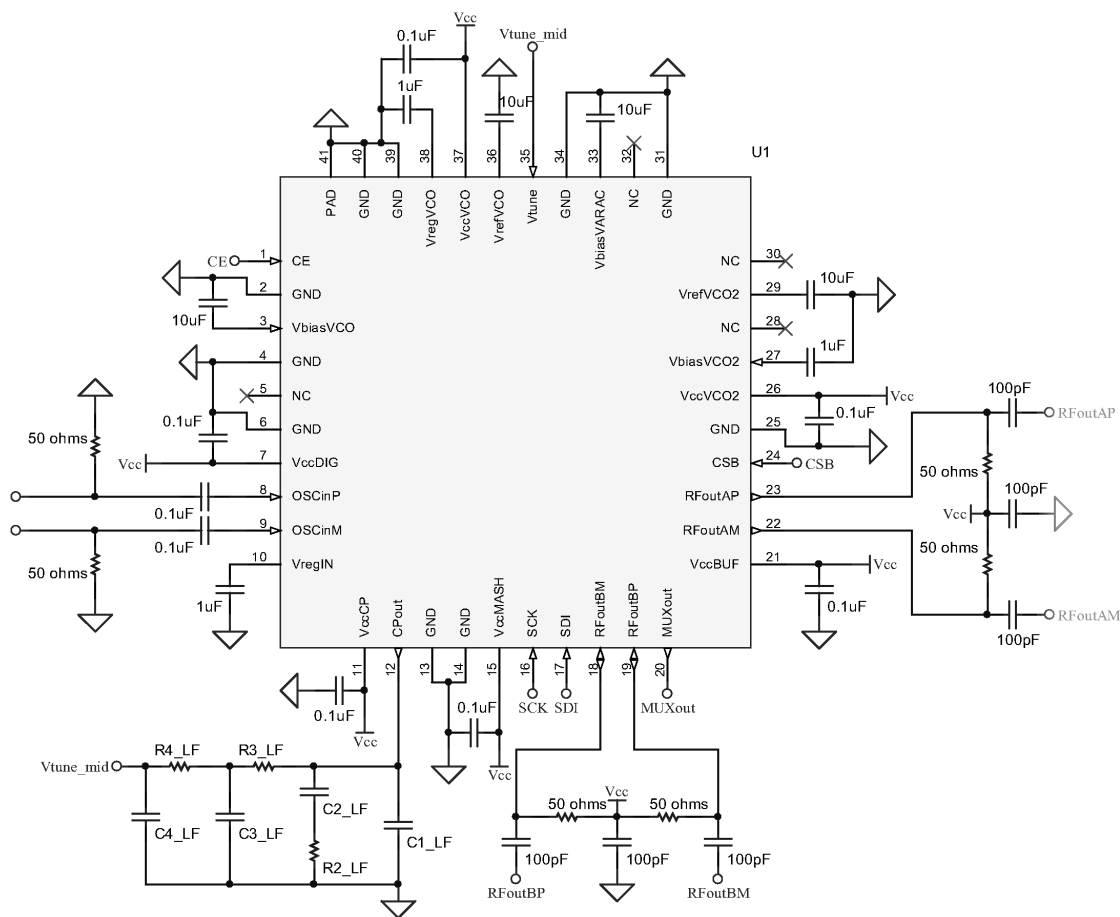 Vcc
Vtune_mid
0.1uF
1uF
10uF
10uF
41
40
39
38
37
36
35
34
33
32
31
U1
PAD
GND
GND
VregVCO
VccVCO
VrefVCO
Vtune
GND
VbiasVARAC
NC
GND
CE
1
CE
NC
30
2
GND
VrefVCO2
29
10uF
10uF
3
VbiasVCO
NC
28
4
GND
VbiasVCO2
27
1uF
5
NC
VccVCO2
26
Vcc
100pF
RFoutAP
0.1uF
6
GND
GND
25
0.1uF
50 ohms
Vcc
7
VccDIG
CSB
24
CSB
50 ohms
8
OSCinP
RFoutAP
23
100pF
0.1uF
Vcc
9
OSCinM
RFoutAM
22
0.1uF
50 ohms
50 ohms
10
VregIN
VccBUF
21
Vcc
1uF
0.1uF
RFoutAM
100pF
VccCP
CPout
GND
GND
VccMASH
SCK
SDI
RFoutBM
RFoutBP
MUXout
11
12
13
14
15
16
17
18
19
20
0.1uF
0.1uF
SCK
SDI
MUXout
Vcc
Vcc
Vtune_mid
R4_LF
R3_LF
C2_LF
C4_LF
C3_LF
C1_LF
R2_LF
Vcc
50 ohms
50 ohms
100pF
100pF
100pF
RFoutBP
RFoutBM